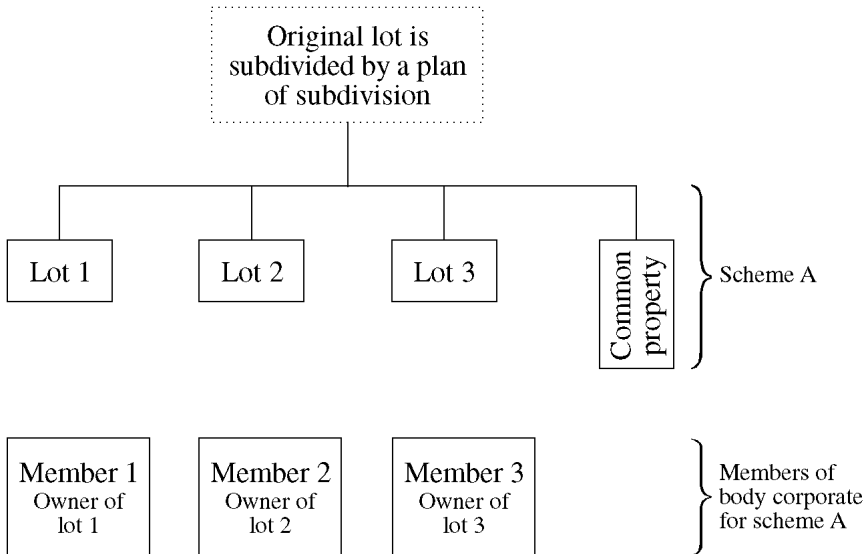 Original lot is
subdivided by a plan
of subdivision
Lot 1
Lot 2
Lot 3
Common
property
Scheme A
Member 1
Owner of
lot 1
Member 2
Owner of
lot 2
Member 3
Owner of
lot 3
Members of
body corporate
for scheme A